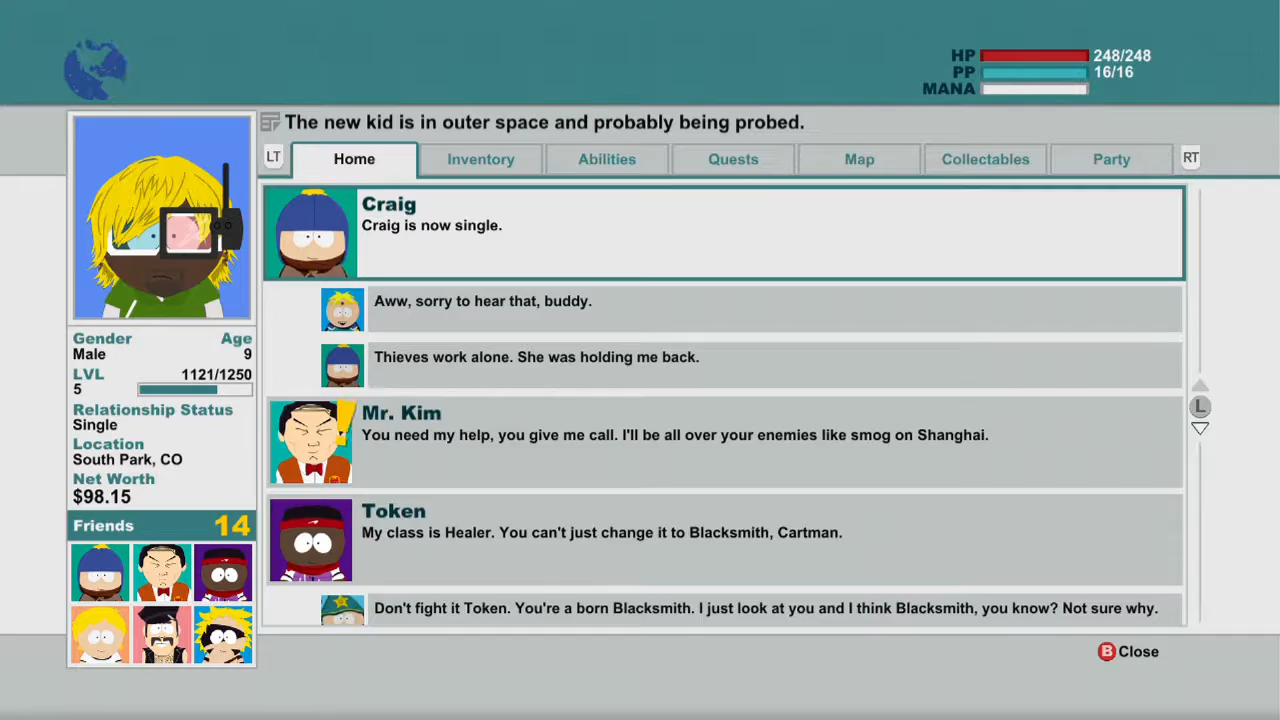 HP 248/248
PP 16/16
MANA
The new kid is in outer space and probably being probed.
LT Home Inventory Abilities Quests Map Collectables Party RT
Craig
Craig is now single.
Aww, sorry to hear that, buddy.
Thieves work alone. She was holding me back.
Mr. Kim
You need my help, you give me call. I'll be all over your enemies like smog on Shanghai.
Token
My class is Healer. You can't just change it to Blacksmith, Cartman.
Don't fight it Token. You're a born Blacksmith. I just look at you and I think Blacksmith, you know? Not sure why.
Gender Age
Male 9
LVL 1121/1250
5
Relationship Status
Single
Location
South Park, CO
Net Worth
$98.15
Friends 14
L
B Close